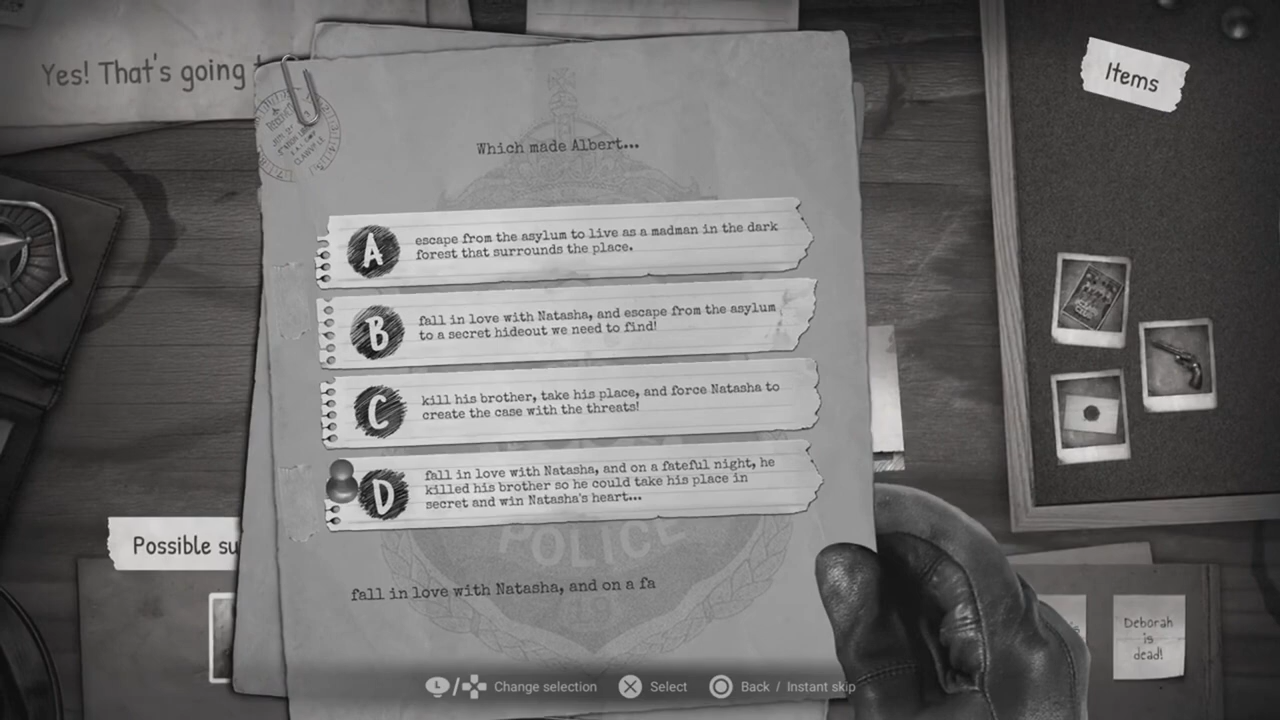 Yes! That's going
Items
Which made Albert...
A
escape from the asylum to live as a madman in the dark
forest that surrounds the place.
B
fall in love with Natasha, and escape from the asylum
to a secret hideout we need to find!
C
kill his brother, take his place, and force Natasha to
create the case with the threats!
D
fall in love with Natasha, and on a fateful night, he
killed his brother so he could take his place in
secret and win Natasha's heart...
POLICE
Possible su
fall in love with Natasha, and on a fa
Deborah
is
dead!
L / Change selection
Select
Back / Instant skip